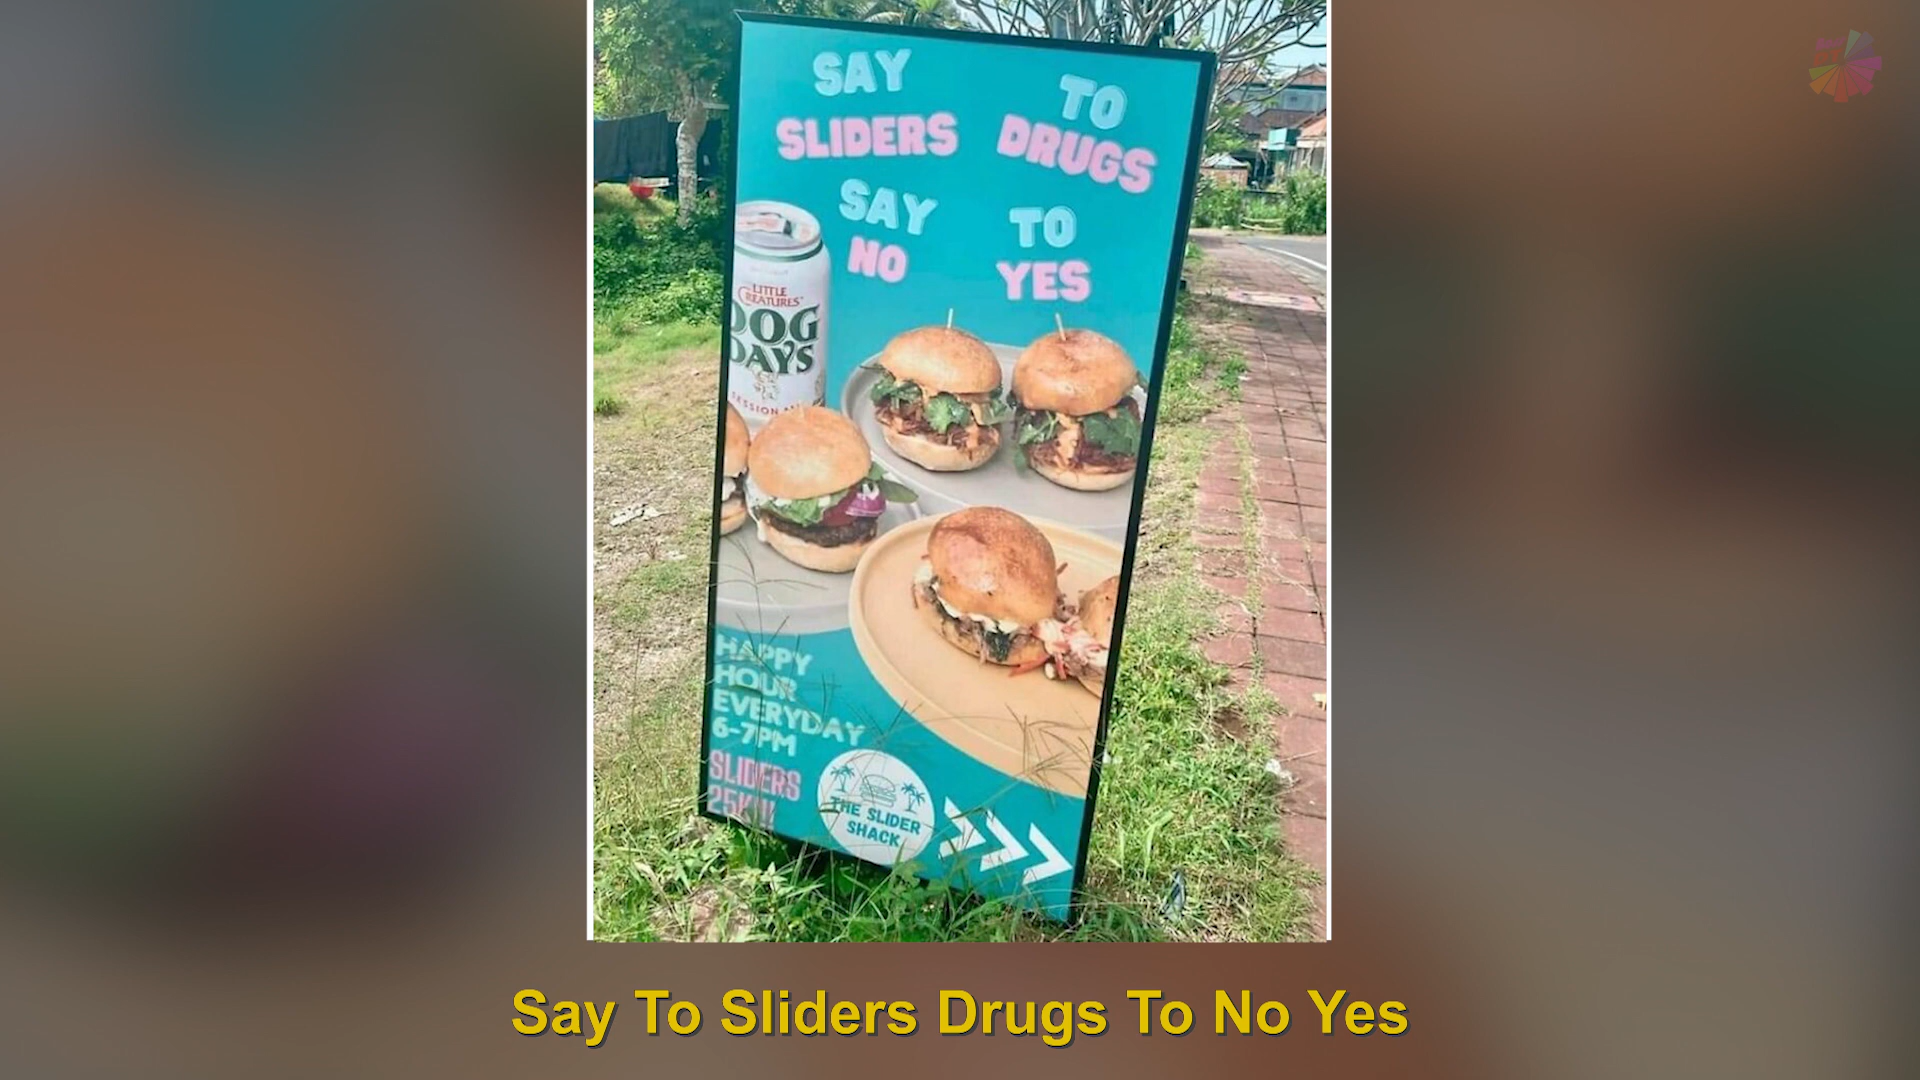 SAY TO
SLIDERS DRUGS
SAY TO
NO YES
LITTLE
CREATURES
DOG
DAYS
HAPPY
HOUR
EVERYDAY
6-7PM
SLIDERS
THE SLIDER
SHACK
Say To Sliders Drugs To No Yes